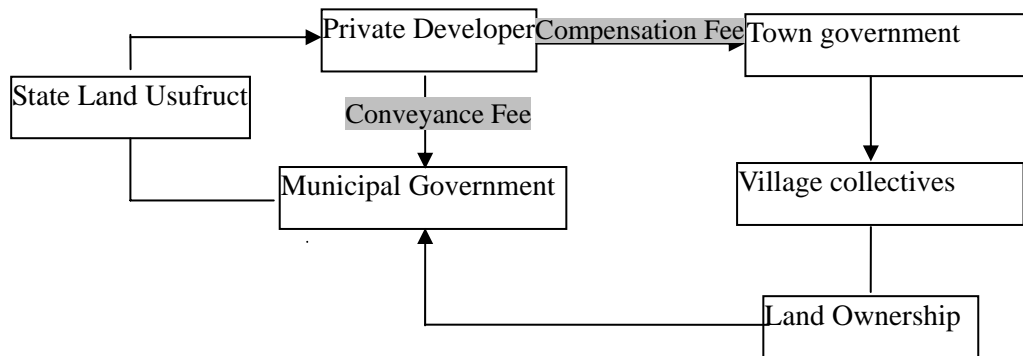 Private Developer
Compensation Fee
Town government
State Land Usufruct
Conveyance Fee
Municipal Government
Village collectives
Land Ownership